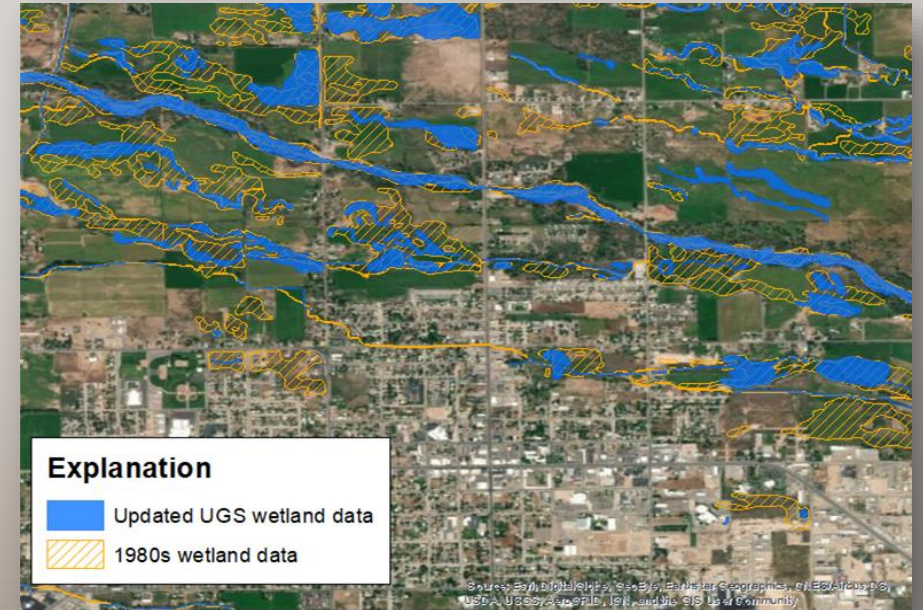 Explanation
Updated UGS wetland data
1980s wetland data
Source: Esri, DigitalGlobe, GeoEye, Earthstar Geographics, CNES/Airbus DS,
USDA, USGS, AeroGRID, IGN, and the GIS User Community